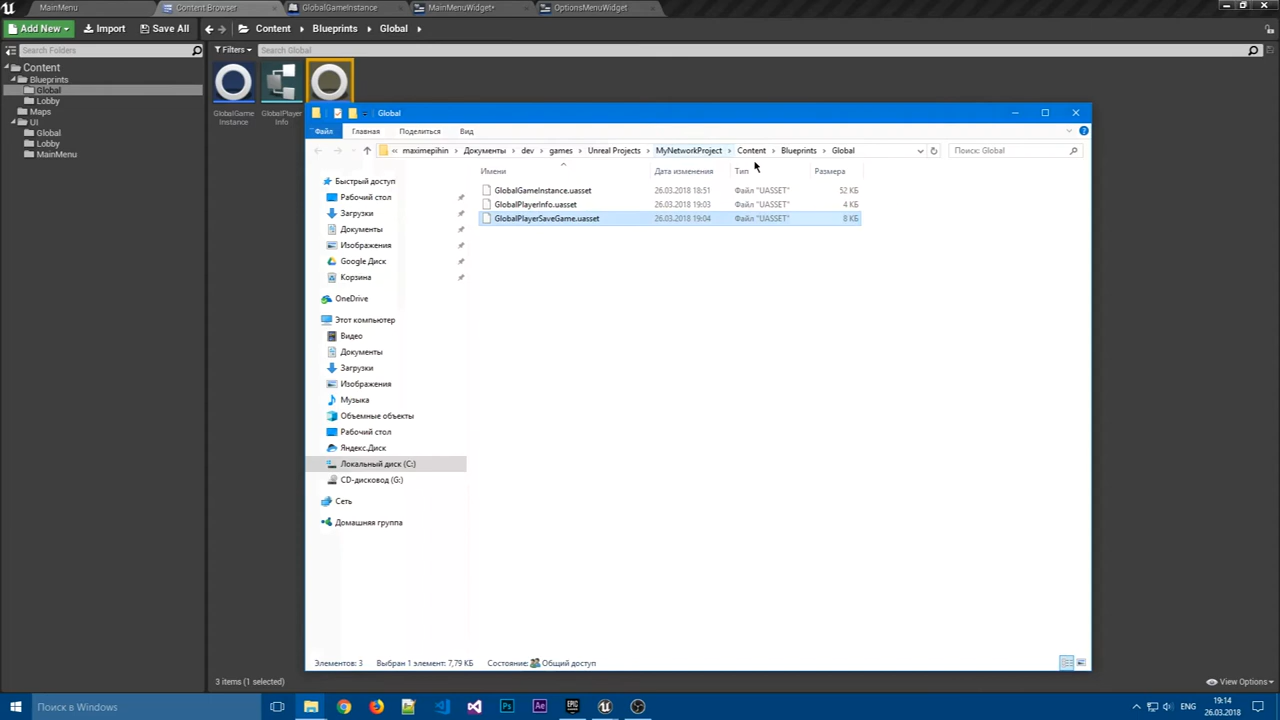 MainMenu
Content Browser
GlobalGameInstance
MainMenuWidget*
OptionsMenuWidget
Add New
Import
Save All
Content
Blueprints
Global
Search Folders
Filters
Search Global
Content
Blueprints
Global
Lobby
Maps
UI
Global
Lobby
MainMenu
GlobalGame
Instance
GlobalPlayer
Info
Global
Файл
Главная
Поделиться
Вид
« maximepihin
Документы
dev
games
Unreal Projects
MyNetworkProject
Content
Blueprints
Global
Поиск: Global
Имени
Дата изменения
Тип
Размера
GlobalGameInstance.uasset
26.03.2018 18:51
Файл "UASSET"
52 КБ
GlobalPlayerInfo.uasset
26.03.2018 19:03
Файл "UASSET"
4 КБ
GlobalPlayerSaveGame.uasset
26.03.2018 19:04
Файл "UASSET"
8 КБ
Быстрый доступ
Рабочий стол
Загрузки
Документы
Изображения
Google Диск
Корзина
OneDrive
Этот компьютер
Видео
Документы
Загрузки
Изображения
Музыка
Объемные объекты
Рабочий стол
Яндекс.Диск
Локальный диск (C:)
CD-дисковод (G:)
Сеть
Домашняя группа
Элементов: 3
Выбран 1 элемент: 7,79 КБ
Состояние:
Общий доступ
3 items (1 selected)
View Options
Поиск в Windows
Ps
Ae
ENG
19:14
26.03.2018